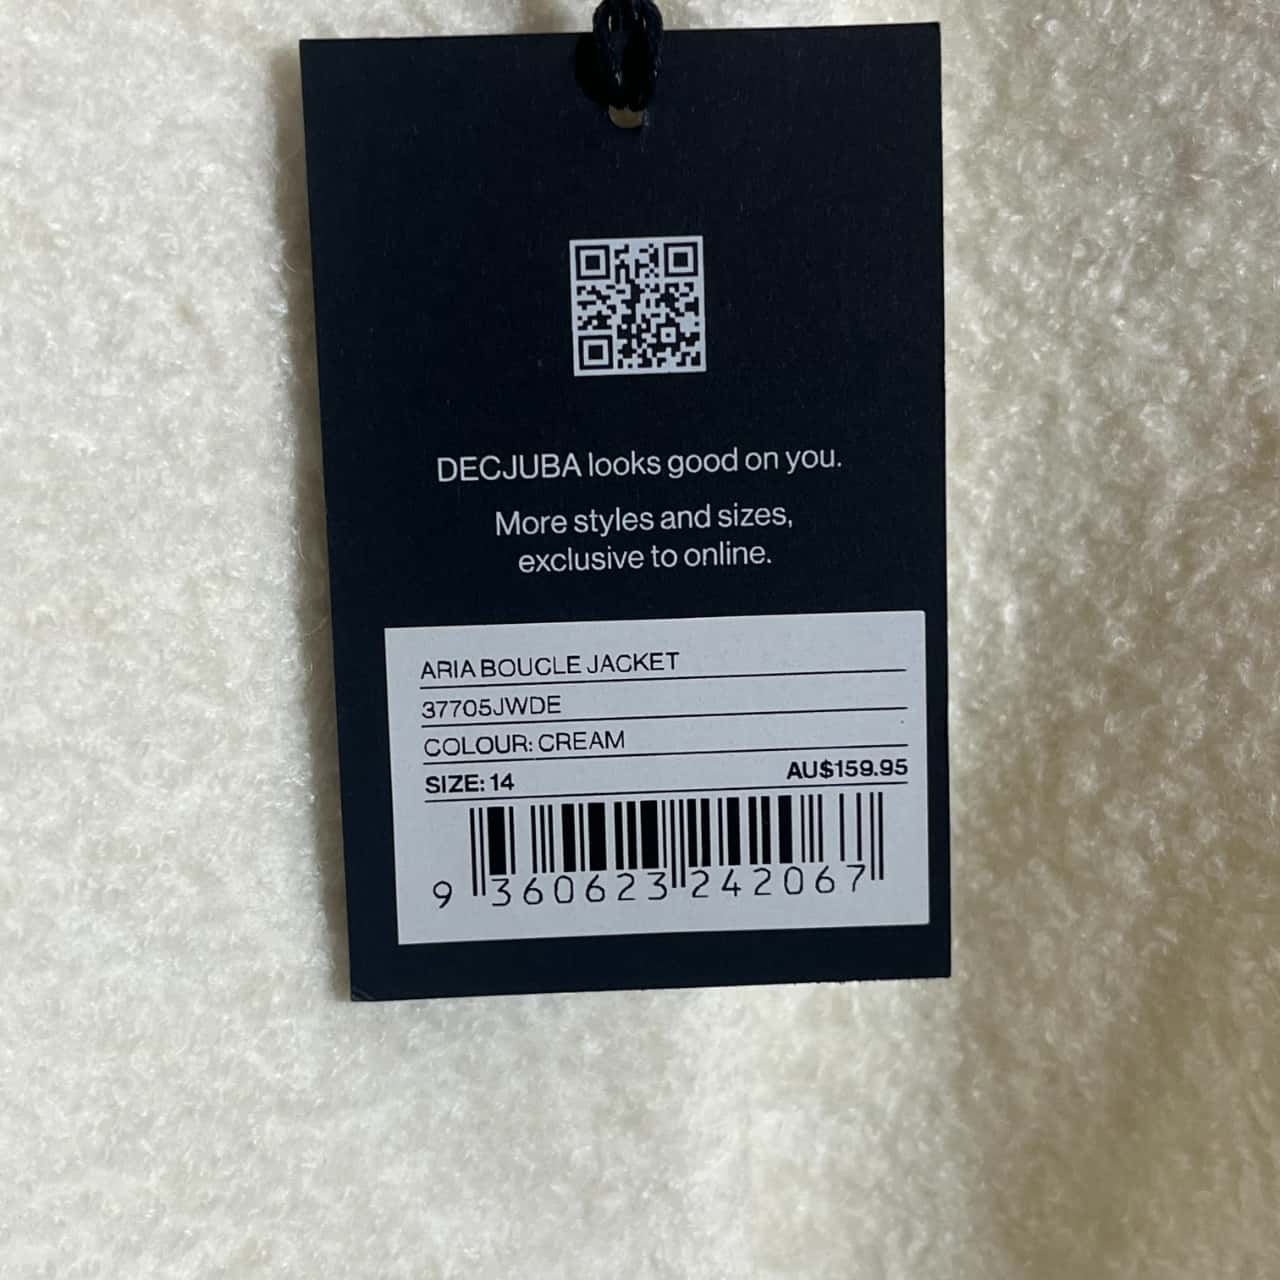 DECJUBA looks good on you.
More styles and sizes,
exclusive to online.
ARIA BOUCLE JACKET
37705JWDE
COLOUR: CREAM
SIZE: 14 AU$159.95
9 360623 242067